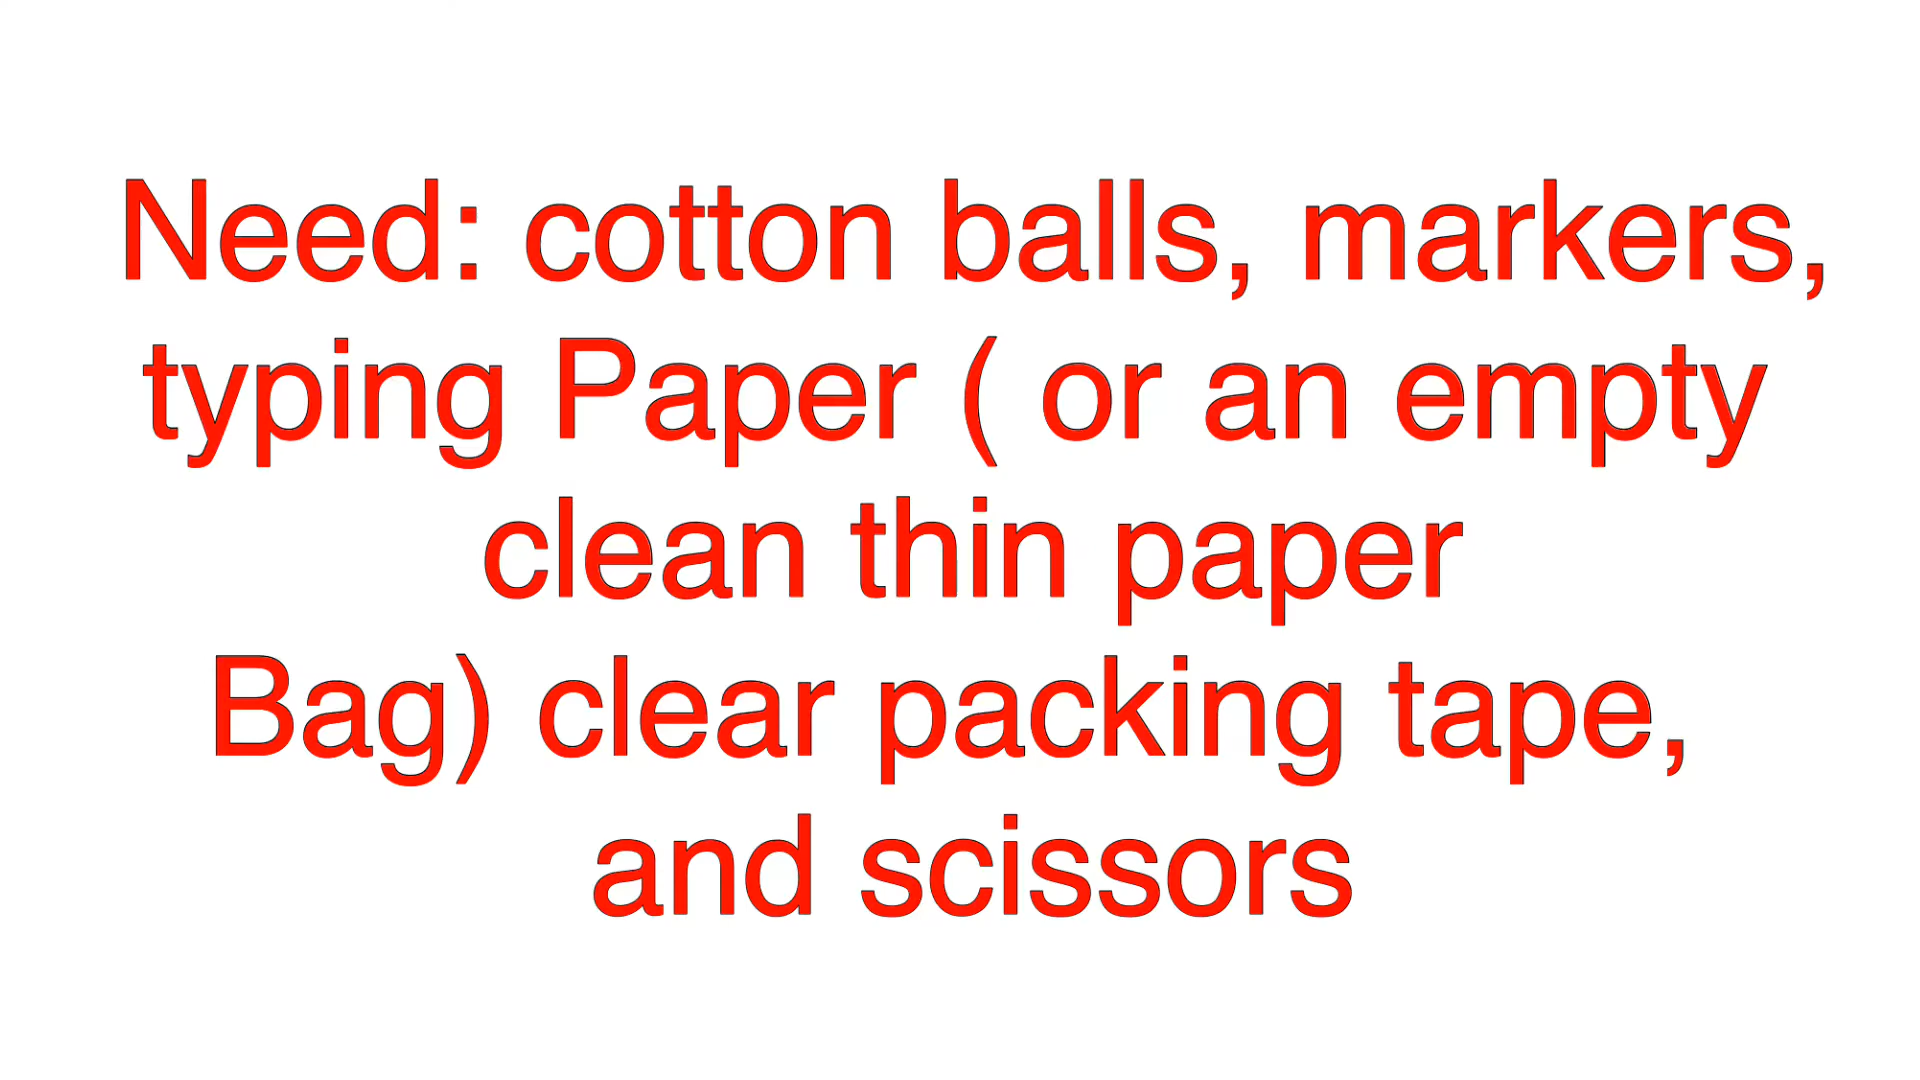 Need: cotton balls, markers,
typing Paper ( or an empty
clean thin paper
Bag) clear packing tape,
and scissors